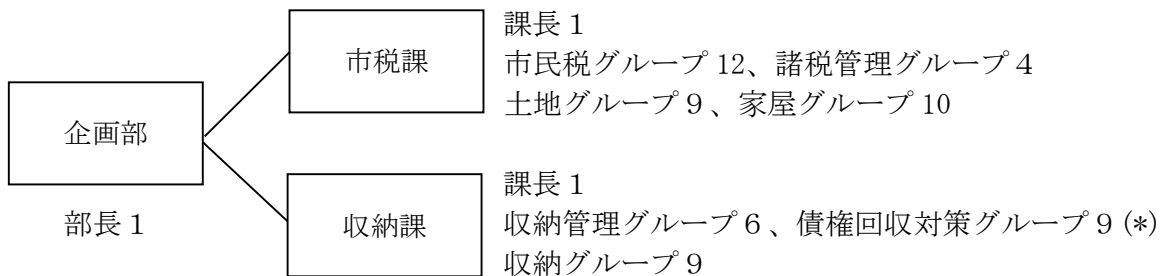 企画部
部長１
市税課
課長１
市民税グループ 12、諸税管理グループ４
土地グループ９、家屋グループ 10
収納課
課長１
収納管理グループ６、債権回収対策グループ９(*)
収納グループ９